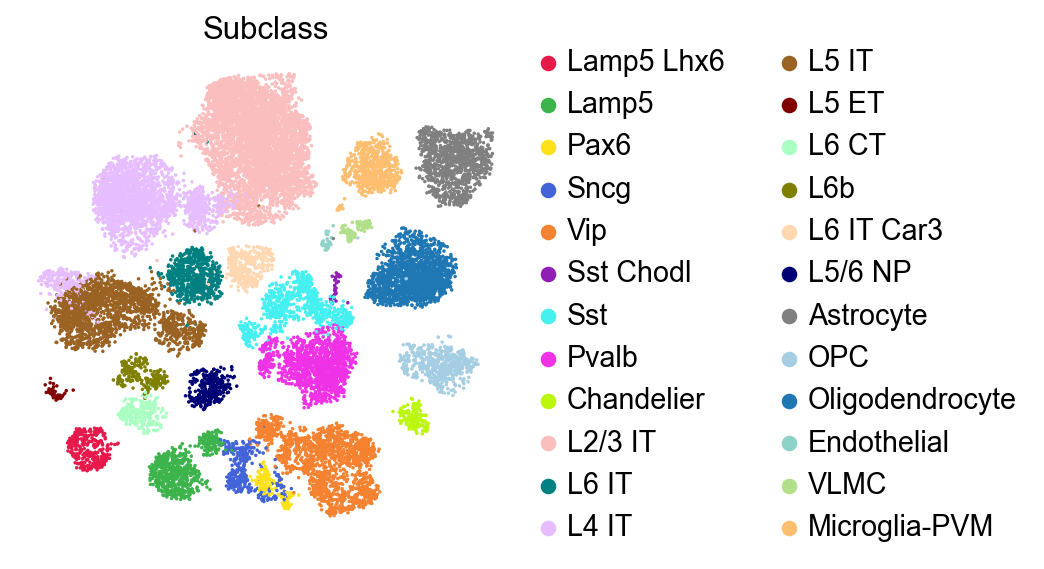 Subclass
Lamp5 Lhx6
Lamp5
Pax6
Sncg
Vip
Sst Chodl
Sst
Pvalb
Chandelier
L2/3 IT
L6 IT
L4 IT
L5 IT
L5 ET
L6 CT
L6b
L6 IT Car3
L5/6 NP
Astrocyte
OPC
Oligodendrocyte
Endothelial
VLMC
Microglia-PVM